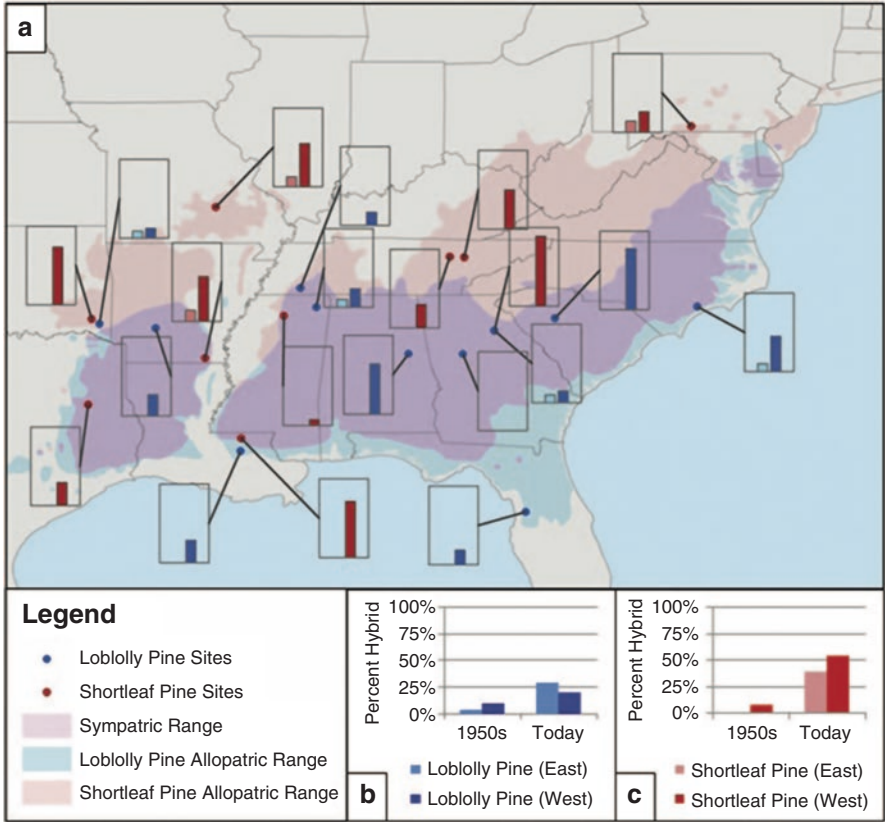 a
Legend
Loblolly Pine Sites
Shortleaf Pine Sites
Sympatric Range
Loblolly Pine Allopatric Range
Shortleaf Pine Allopatric Range
b
Percent Hybrid
100%
75%
50%
25%
0%
1950s Today
Loblolly Pine (East)
Loblolly Pine (West)
c
Percent Hybrid
100%
75%
50%
25%
0%
1950s Today
Shortleaf Pine (East)
Shortleaf Pine (West)